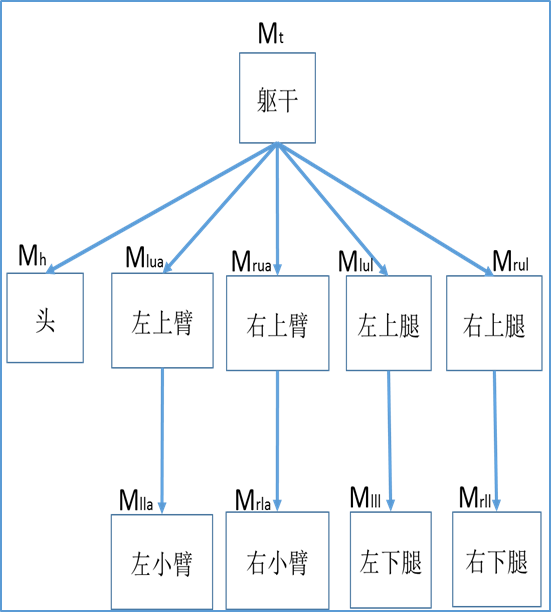 Mt
躯干
Mh Mlua Mrua Mlul Mrul
头 左上臂 右上臂 左上腿 右上腿
Mlla Mrla Mlll Mrll
左小臂 右小臂 左下腿 右下腿